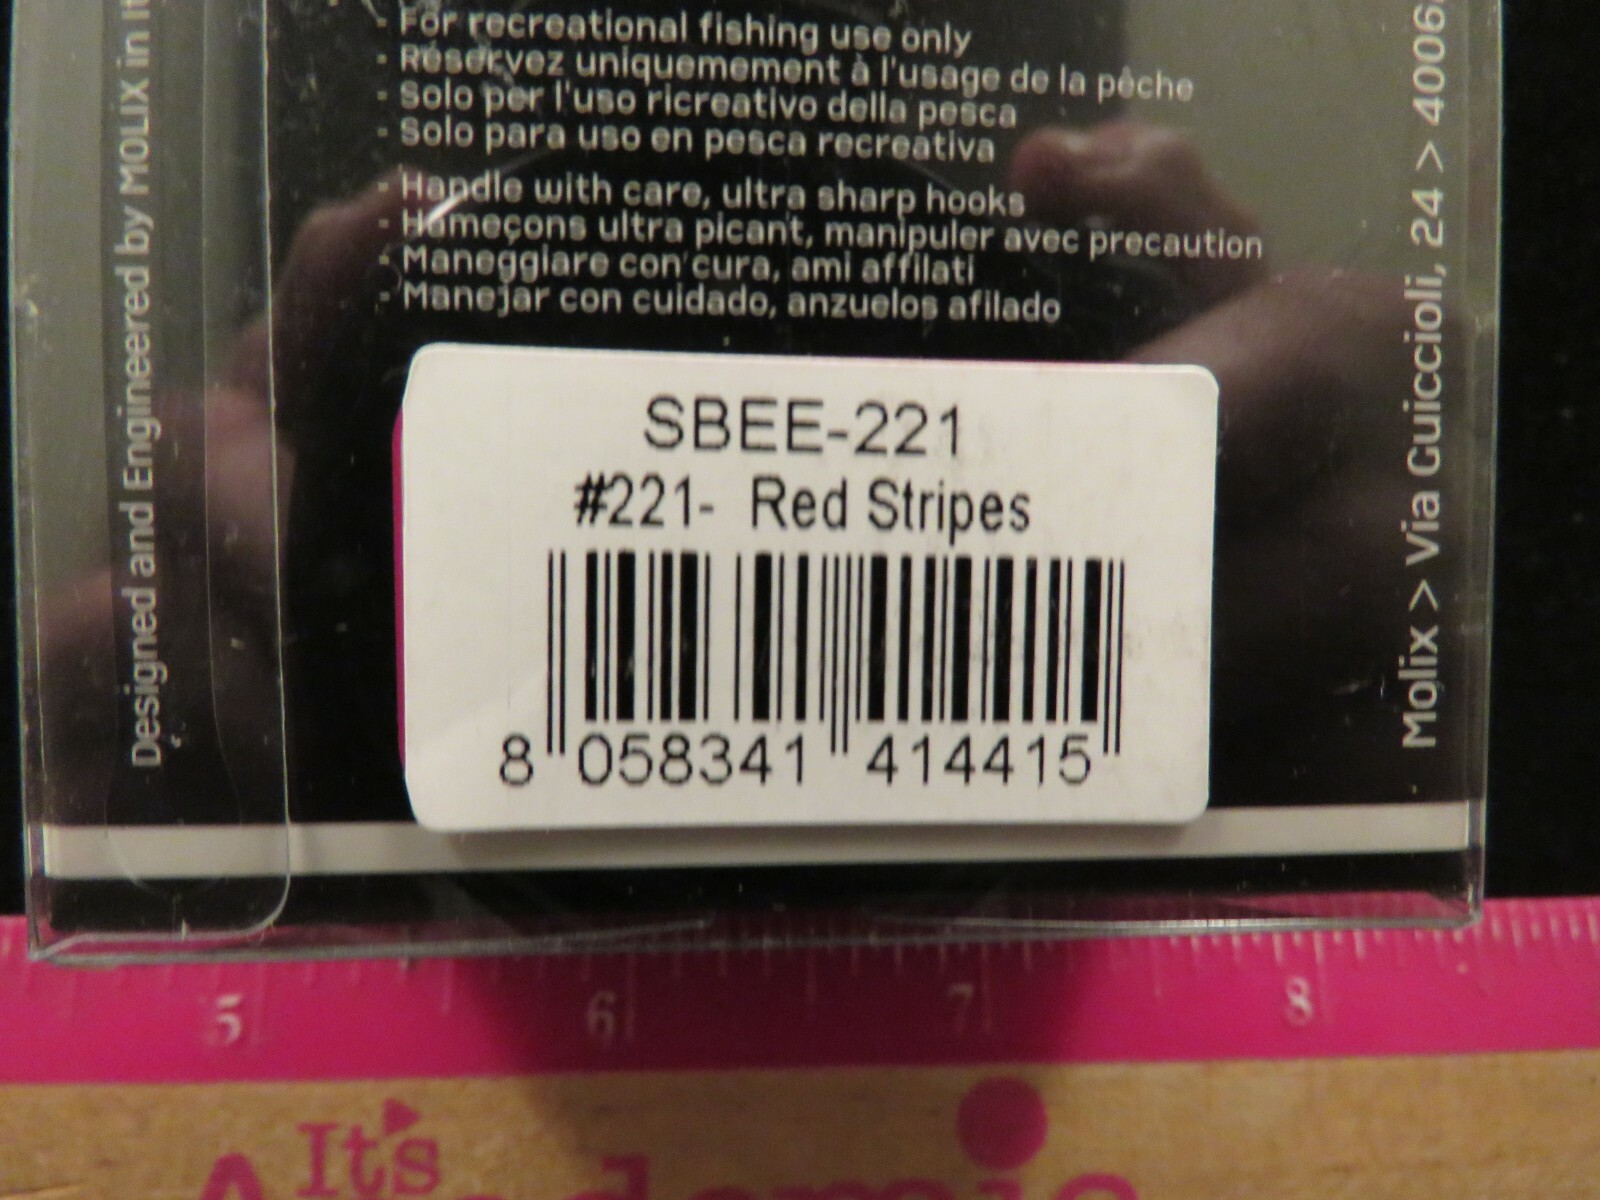 - For recreational fishing use only
- Réservez uniquemement à l'usage de la pêche
- Solo per l'uso ricreativo della pesca
- Solo para uso en pesca recreativa
- Handle with care, ultra sharp hooks
- Hameçons ultra picant, manipuler avec precaution
- Maneggiare con cura, ami affilati
- Manejar con cuidado, anzuelos afilado
Designed and Engineered by MOLIX in
Molix > Via Guiccioli, 24 > 4006
SBEE-221
#221- Red Stripes
8 058341 414415
5 6 7 8
It's